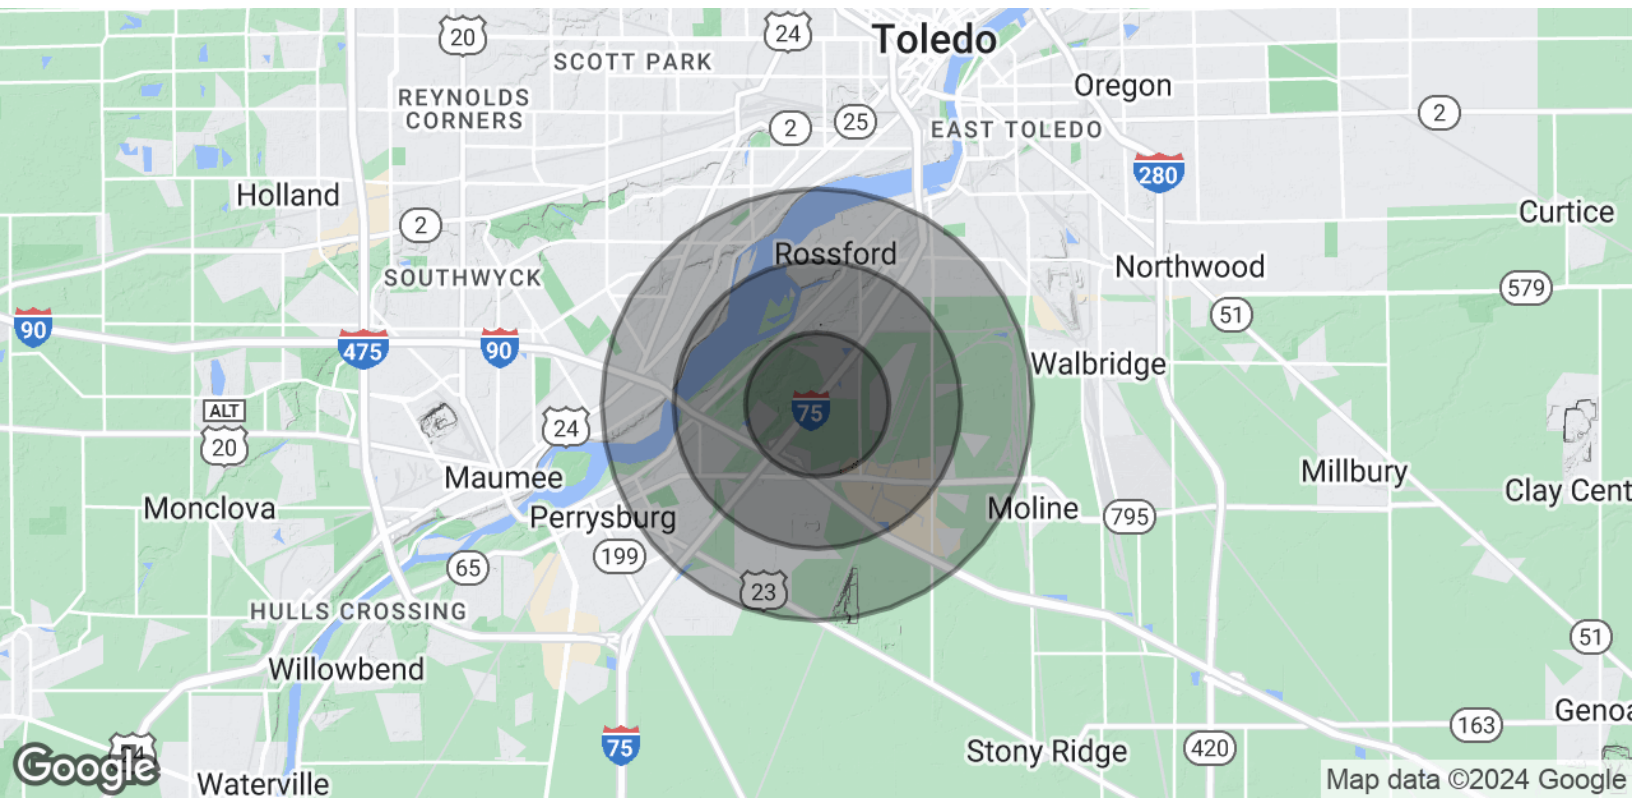 20
24
Toledo
SCOTT PARK
Oregon
REYNOLDS
CORNERS
2
25
2
EAST TOLEDO
280
Holland
2
Curtice
Rossford
SOUTHWYCK
Northwood
579
90
51
475
90
Walbridge
ALT
20
24
75
Maumee
Millbury
Monclova
Perrysburg
Moline
795
Clay Cent
199
65
23
HULLS CROSSING
51
Willowbend
75
Stony Ridge
420
163
Genoa
24
Google
Waterville
Map data ©2024 Google